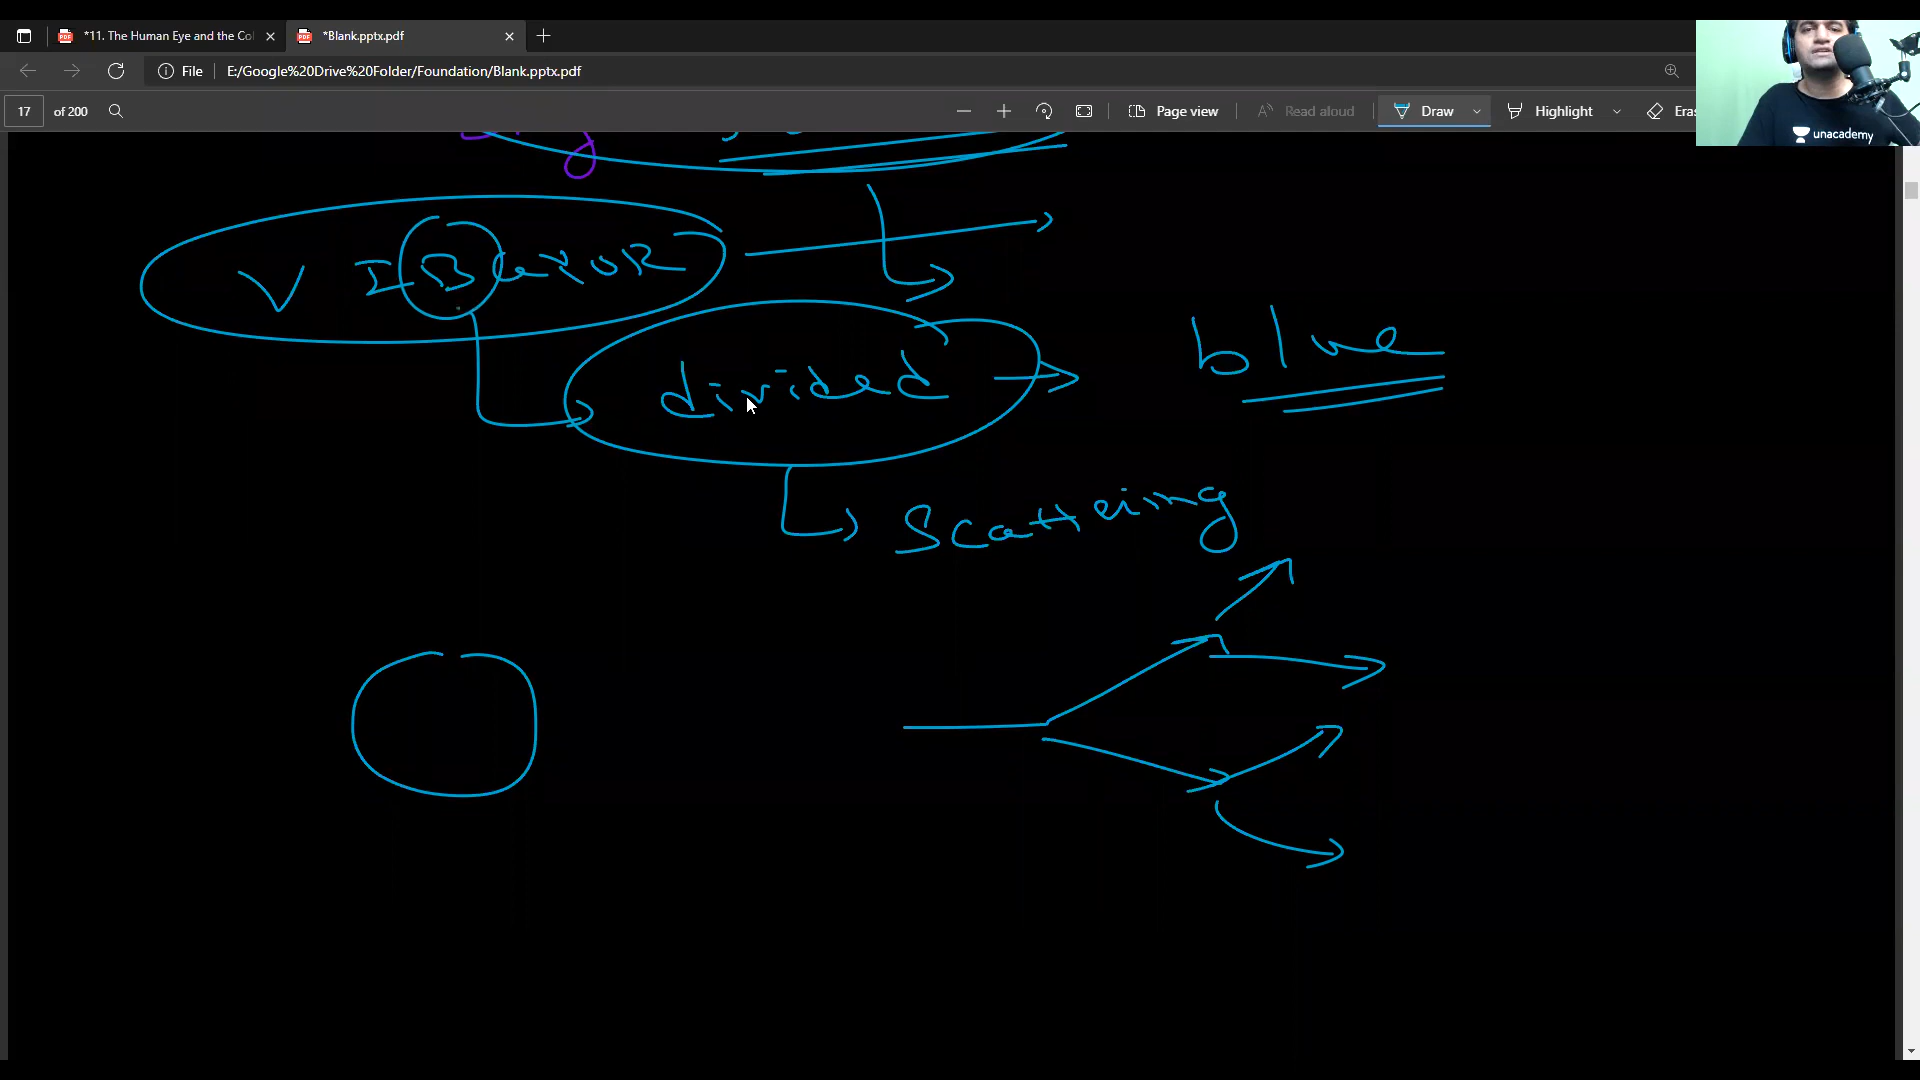 *11. The Human Eye and the Col
*Blank.pptx.pdf
File E:/Google%20Drive%20Folder/Foundation/Blank.pptx.pdf
17 of 200 Page view Read aloud Draw Highlight Eras
unacademy
V I B G Y O R
blue
divided
Scattering